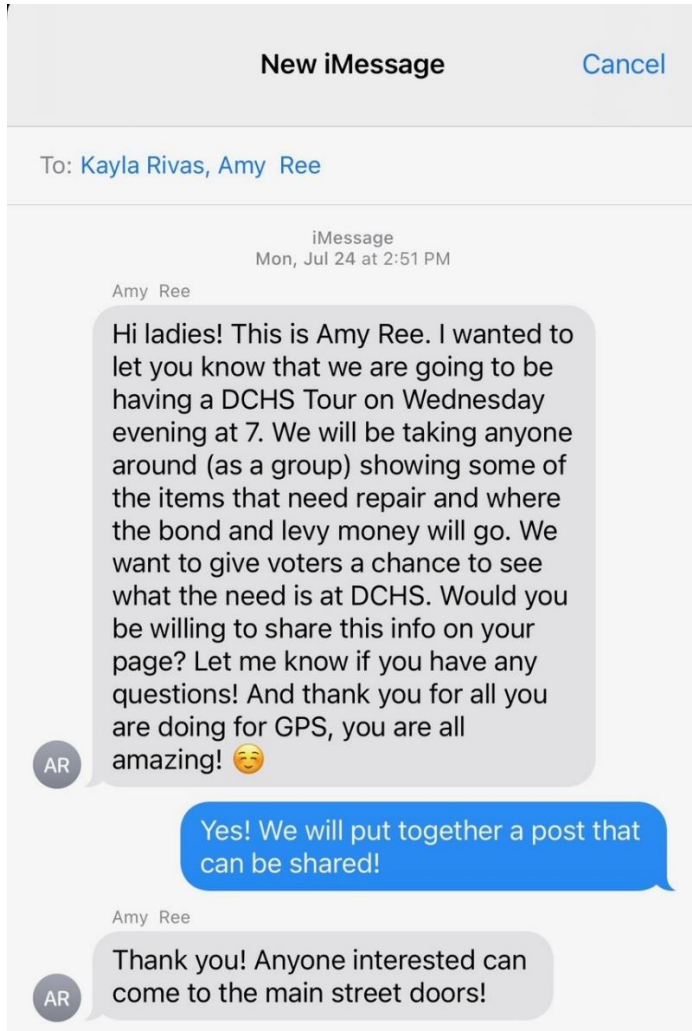 New iMessage
Cancel
To: Kayla Rivas, Amy Ree
iMessage
Mon, Jul 24 at 2:51 PM
Amy Ree
Hi ladies! This is Amy Ree. I wanted to
let you know that we are going to be
having a DCHS Tour on Wednesday
evening at 7. We will be taking anyone
around (as a group) showing some of
the items that need repair and where
the bond and levy money will go. We
want to give voters a chance to see
what the need is at DCHS. Would you
be willing to share this info on your
page? Let me know if you have any
questions! And thank you for all you
are doing for GPS, you are all
amazing! ☺️
AR
Yes! We will put together a post that
can be shared!
Amy Ree
Thank you! Anyone interested can
come to the main street doors!
AR